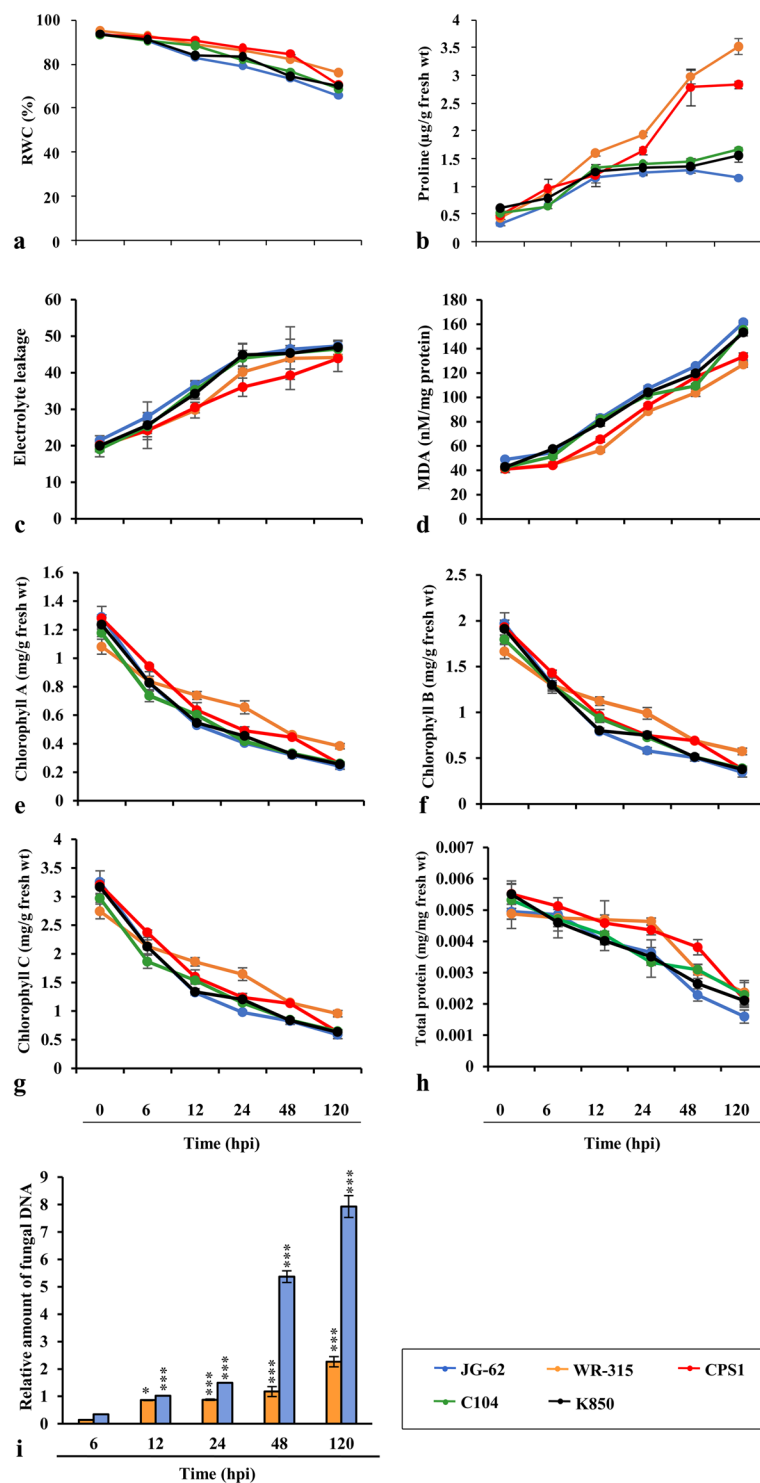 100
80
60
40
20
0
RWC (%)
a
4
3.5
3
2.5
2
1.5
1
0.5
0
Proline (µg/g fresh wt)
b
60
50
40
30
20
10
0
Electrolyte leakage
c
180
160
140
120
100
80
60
40
20
0
MDA (nM/mg protein)
d
1.6
1.4
1.2
1
0.8
0.6
0.4
0.2
0
Chlorophyll A (mg/g fresh wt)
e
2.5
2
1.5
1
0.5
0
Chlorophyll B (mg/g fresh wt)
f
4
3.5
3
2.5
2
1.5
1
0.5
0
Chlorophyll C (mg/g fresh wt)
g
0 6 12 24 48 120
Time (hpi)
0.007
0.006
0.005
0.004
0.003
0.002
0.001
0
Total protein (mg/mg fresh wt)
h
0 6 12 24 48 120
Time (hpi)
9
8
7
6
5
4
3
2
1
0
Relative amount of fungal DNA
* *** *** *** *** *** *** ***
i
6 12 24 48 120
Time (hpi)
JG-62 WR-315 CPS1
C104 K850